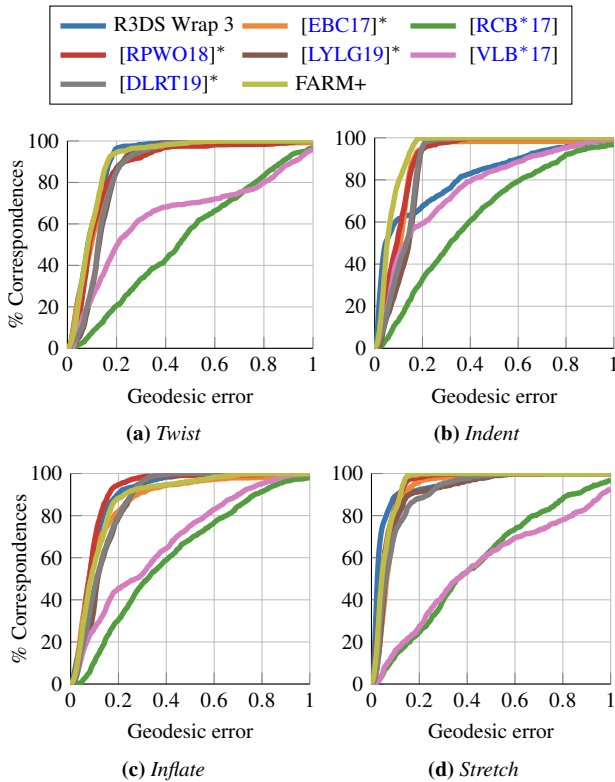 R3DS Wrap 3 [EBC17]* [RCB*17]
[RPWO18]* [LYLG19]* [VLB*17]
[DLRT19]* FARM+
% Correspondences
100
80
60
40
20
0
0 0.2 0.4 0.6 0.8 1
Geodesic error
(a) Twist
100
80
60
40
20
0
0 0.2 0.4 0.6 0.8 1
Geodesic error
(b) Indent
% Correspondences
100
80
60
40
20
0
0 0.2 0.4 0.6 0.8 1
Geodesic error
(c) Inflate
100
80
60
40
20
0
0 0.2 0.4 0.6 0.8 1
Geodesic error
(d) Stretch